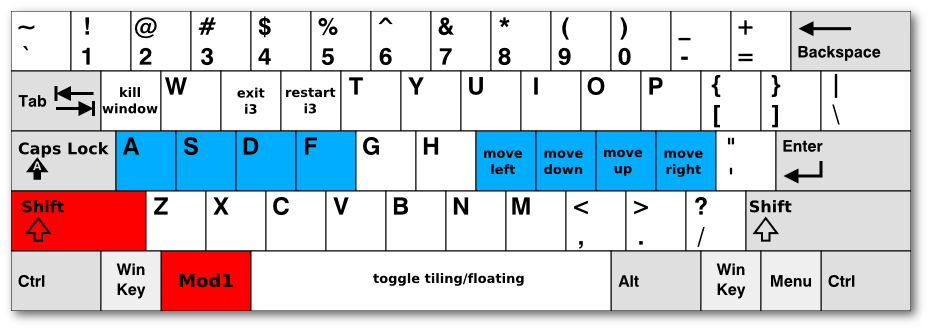 ~ ! @ # $ % ^ & * ( ) _ +
` 1 2 3 4 5 6 7 8 9 0 - = Backspace
Tab kill window W exit i3 restart i3 T Y U I O P { [ } ] | \
Caps Lock A A S D F G H move left move down move up move right " ' Enter
Shift Z X C V B N M < , > . ? / Shift
Ctrl Win Key Mod1 toggle tiling/floating Alt Win Key Menu Ctrl